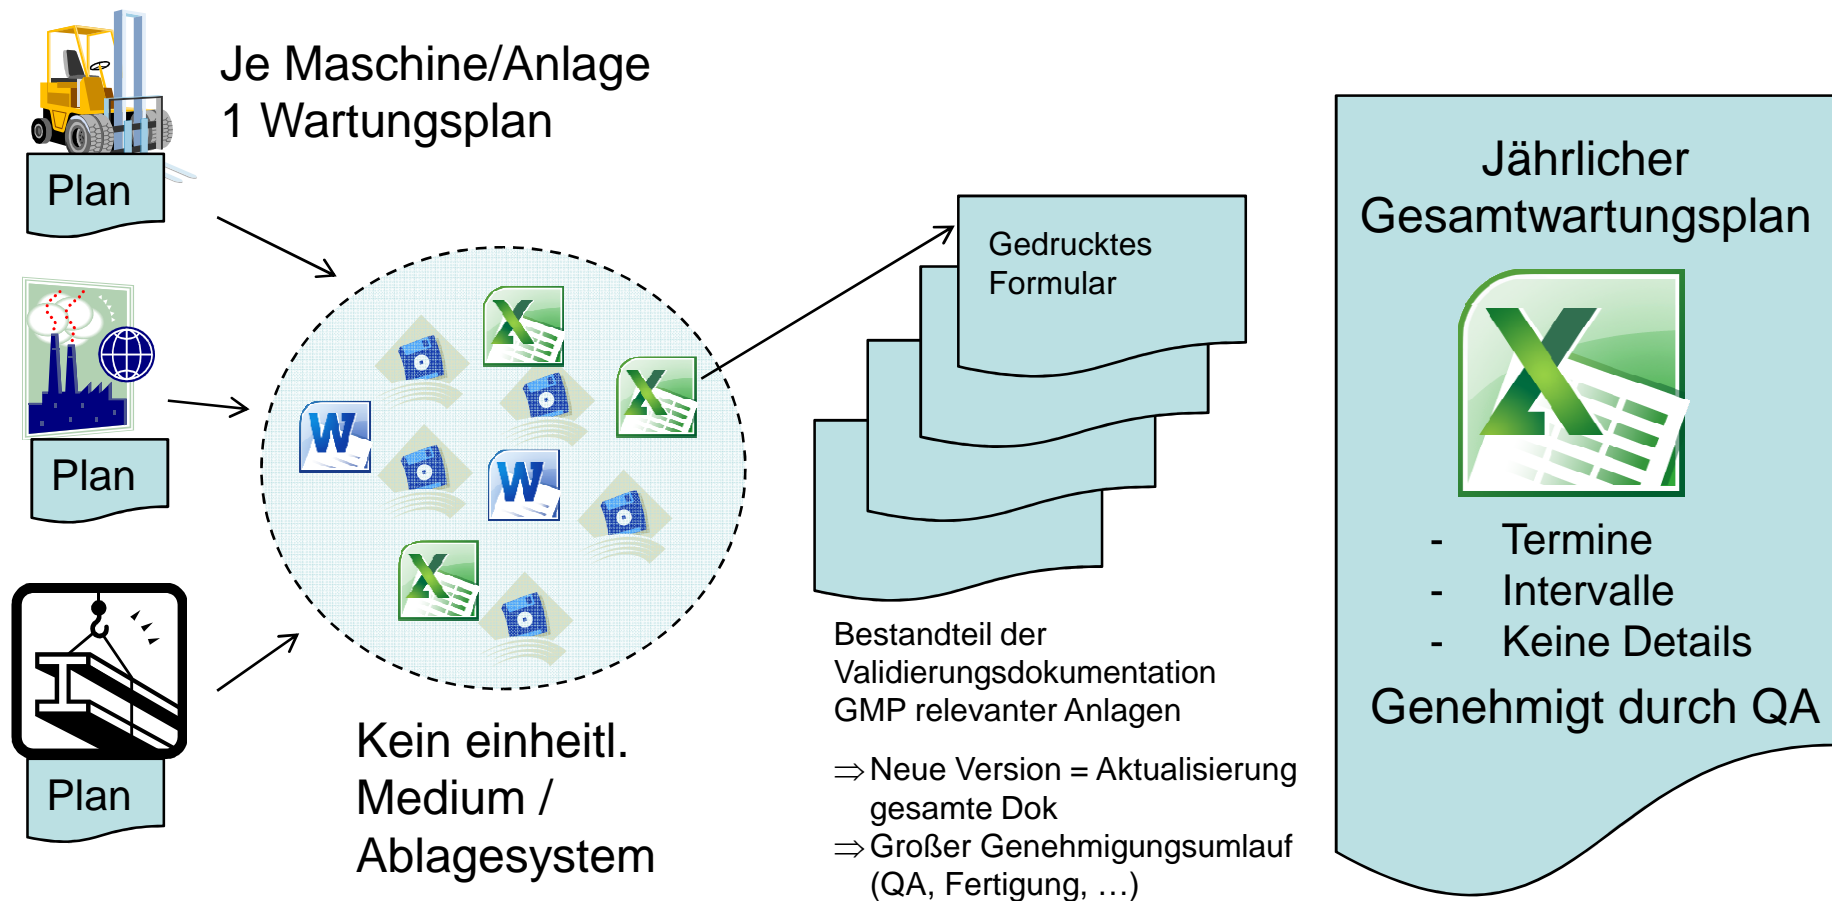 Je Maschine/Anlage
1 Wartungsplan
Plan
Plan
Plan
Kein einheitl.
Medium /
Ablagesystem
Gedrucktes
Formular
Bestandteil der
Validierungsdokumentation
GMP relevanter Anlagen
⇒ Neue Version = Aktualisierung
gesamte Dok
⇒ Großer Genehmigungsumlauf
(QA, Fertigung, …)
Jährlicher
Gesamtwartungsplan
- Termine
- Intervalle
- Keine Details
Genehmigt durch QA